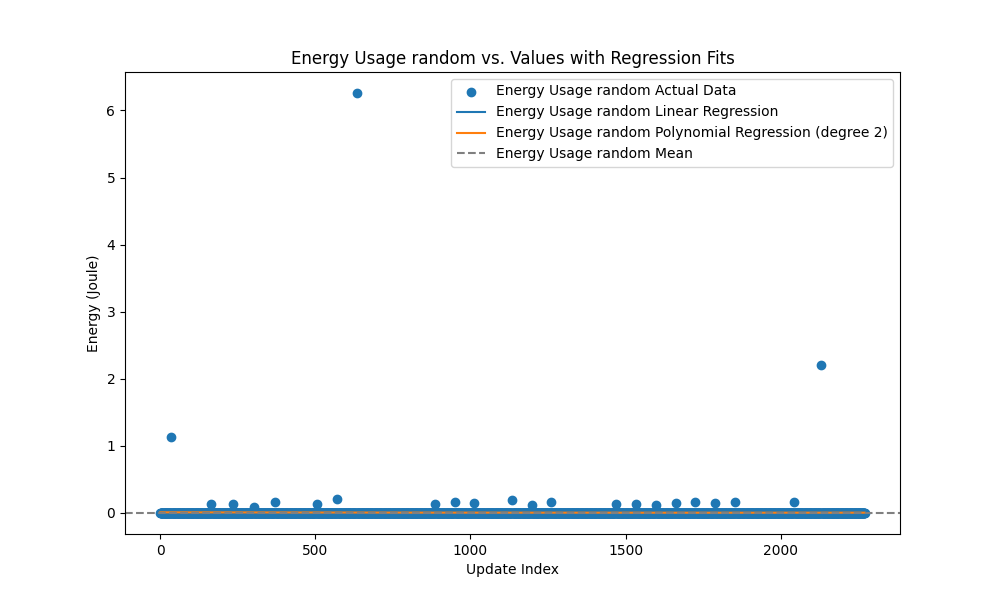 Energy Usage random vs. Values with Regression Fits
Energy Usage random Actual Data
Energy Usage random Linear Regression
Energy Usage random Polynomial Regression (degree 2)
Energy Usage random Mean
Energy (Joule)
6
5
4
3
2
1
0
0 500 1000 1500 2000
Update Index